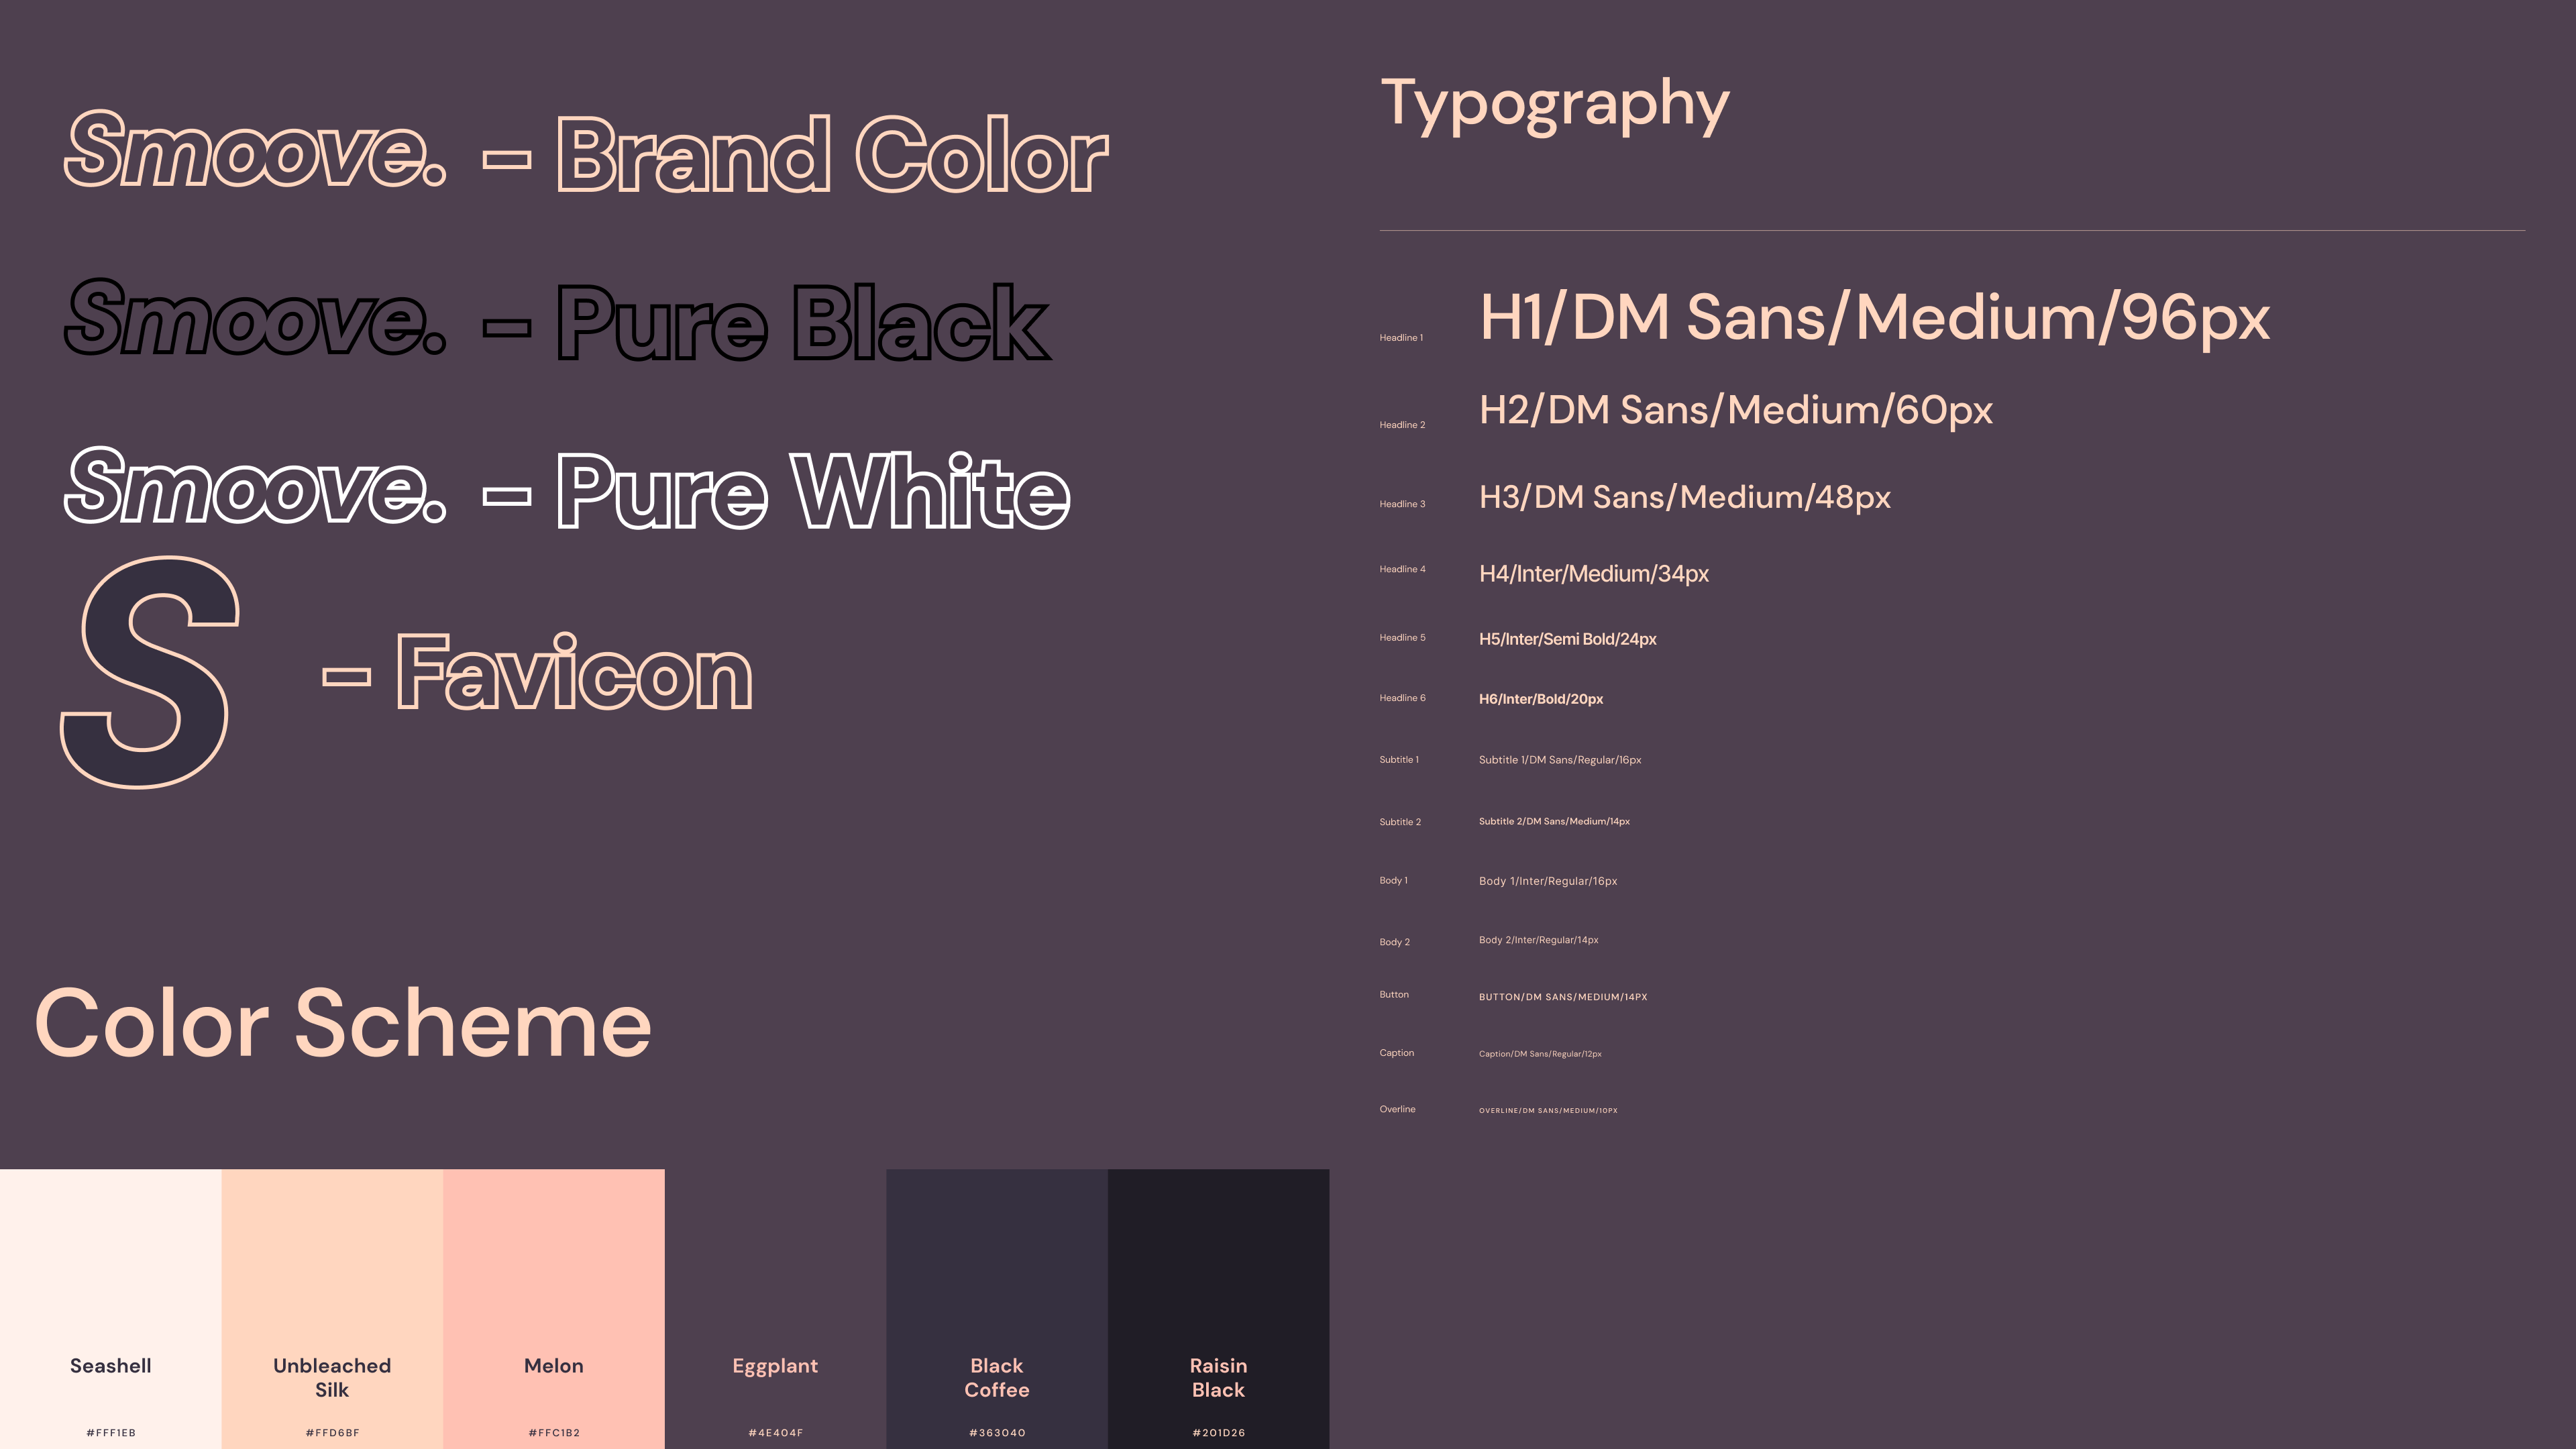 Smoove. - Brand Color
Smoove. - Pure Black
Smoove. - Pure White
S - Favicon
Color Scheme
Seashell
#FFF1EB
Unbleached
Silk
#FFD6BF
Melon
#FFC1B2
Eggplant
#4E404F
Black
Coffee
#363040
Raisin
Black
#201D26
Typography
Headline 1 H1/DM Sans/Medium/96px
Headline 2 H2/DM Sans/Medium/60px
Headline 3 H3/DM Sans/Medium/48px
Headline 4 H4/Inter/Medium/34px
Headline 5 H5/Inter/Semi Bold/24px
Headline 6 H6/Inter/Bold/20px
Subtitle 1 Subtitle 1/DM Sans/Regular/16px
Subtitle 2 Subtitle 2/DM Sans/Medium/14px
Body 1 Body 1/Inter/Regular/16px
Body 2 Body 2/Inter/Regular/14px
Button BUTTON/DM SANS/MEDIUM/14PX
Caption Caption/DM Sans/Regular/12px
Overline OVERLINE/DM SANS/MEDIUM/10PX